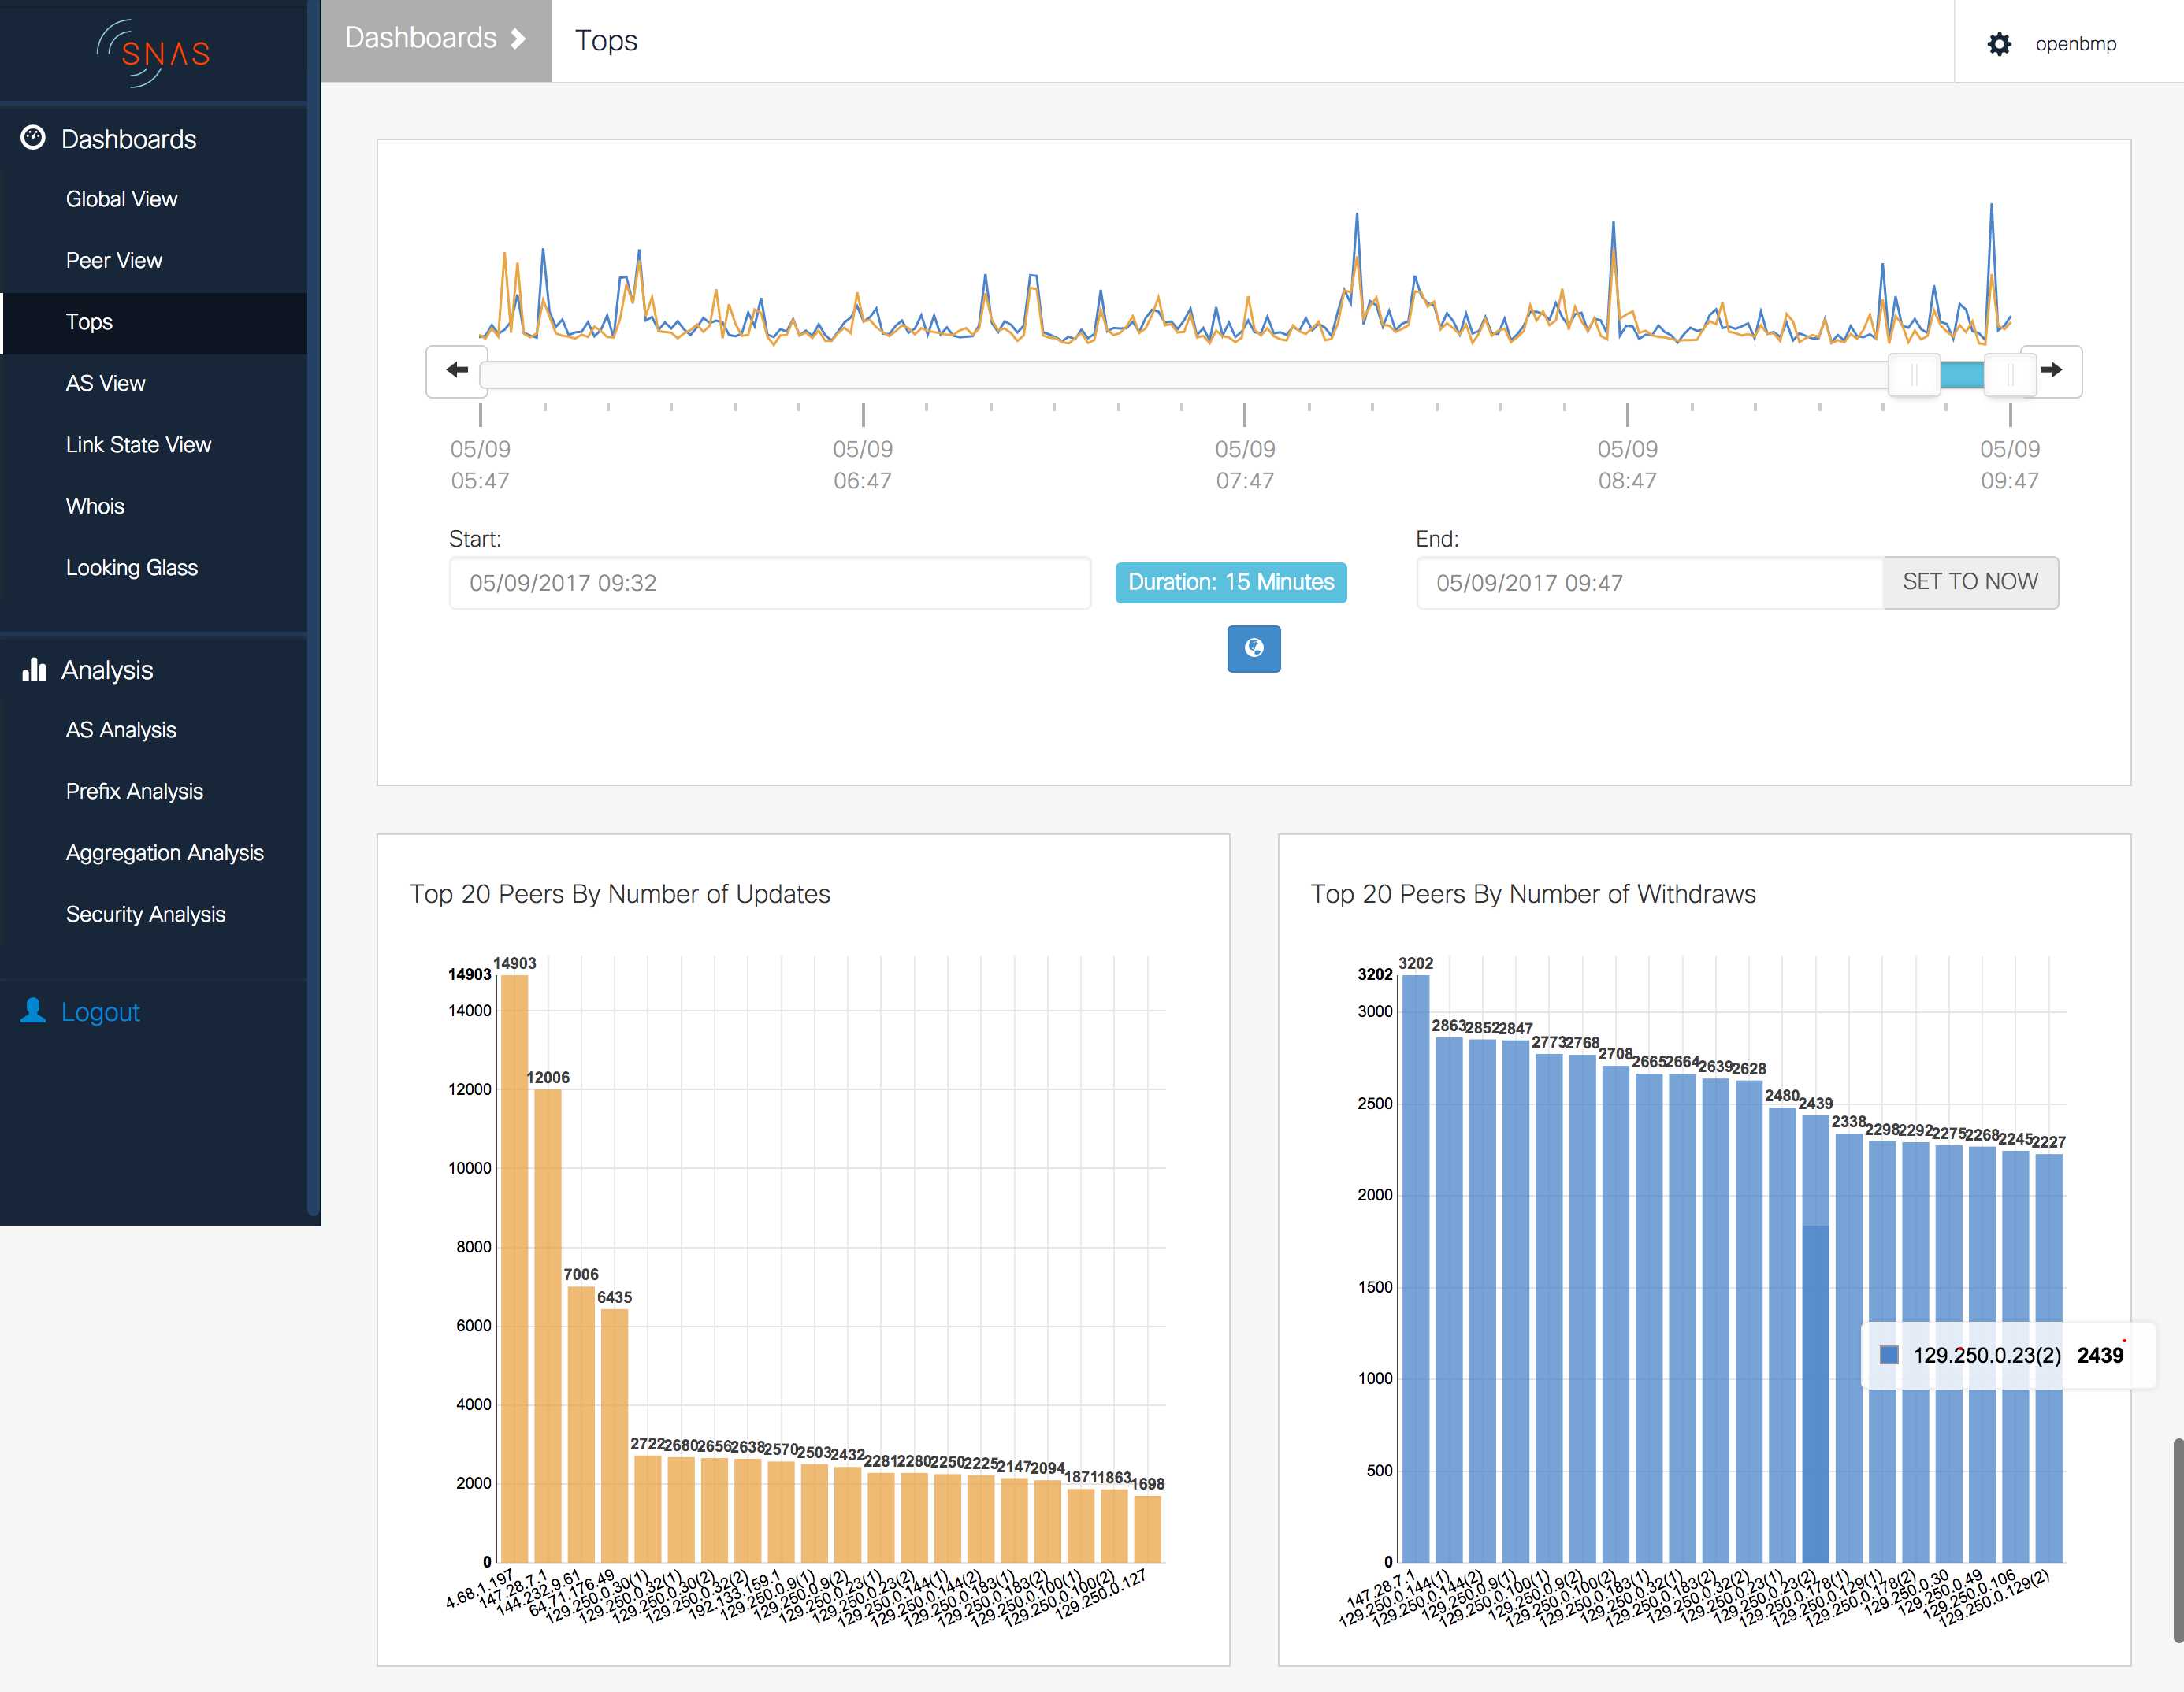 SNAS
Dashboards
Global View
Peer View
Tops
AS View
Link State View
Whois
Looking Glass
Analysis
AS Analysis
Prefix Analysis
Aggregation Analysis
Security Analysis
Logout
Dashboards Tops openbmp
05/09 05/09 05/09 05/09 05/09
05:47 06:47 07:47 08:47 09:47
Start: End:
05/09/2017 09:32 Duration: 15 Minutes 05/09/2017 09:47 SET TO NOW
Top 20 Peers By Number of Updates
14903
14903
14000
12006
12000
10000
8000
7006
6435
6000
4000
2722 2680 2656 2638 2570 2503 2432 2281 2280 2250 2225 2147 2094 1871 1863 1698
2000
0
4.68.1.197
147.28.7.1
144.232.9.61
64.71.176.49
129.250.0.30(1)
129.250.0.32(1)
129.250.0.30(2)
129.250.0.32(2)
192.133.159.1
129.250.0.9(1)
129.250.0.9(2)
129.250.0.23(1)
129.250.0.23(2)
129.250.0.144(1)
129.250.0.144(2)
129.250.0.183(1)
129.250.0.183(2)
129.250.0.100(1)
129.250.0.100(2)
129.250.0.127
Top 20 Peers By Number of Withdraws
3202
3202
3000
2863 2852 2847 2773 2768 2708 2665 2664 2639 2628 2480 2439 2338 2298 2292 2275 2268 2245 2227
2500
2000
1500
129.250.0.23(2) 2439
1000
500
0
147.28.7.1
129.250.0.144(1)
129.250.0.144(2)
129.250.0.9(1)
129.250.0.100(1)
129.250.0.9(2)
129.250.0.100(2)
129.250.0.183(1)
129.250.0.32(1)
129.250.0.183(2)
129.250.0.32(2)
129.250.0.23(1)
129.250.0.23(2)
129.250.0.178(1)
129.250.0.129(1)
129.250.0.178(2)
129.250.0.30
129.250.0.49
129.250.0.106
129.250.0.129(2)